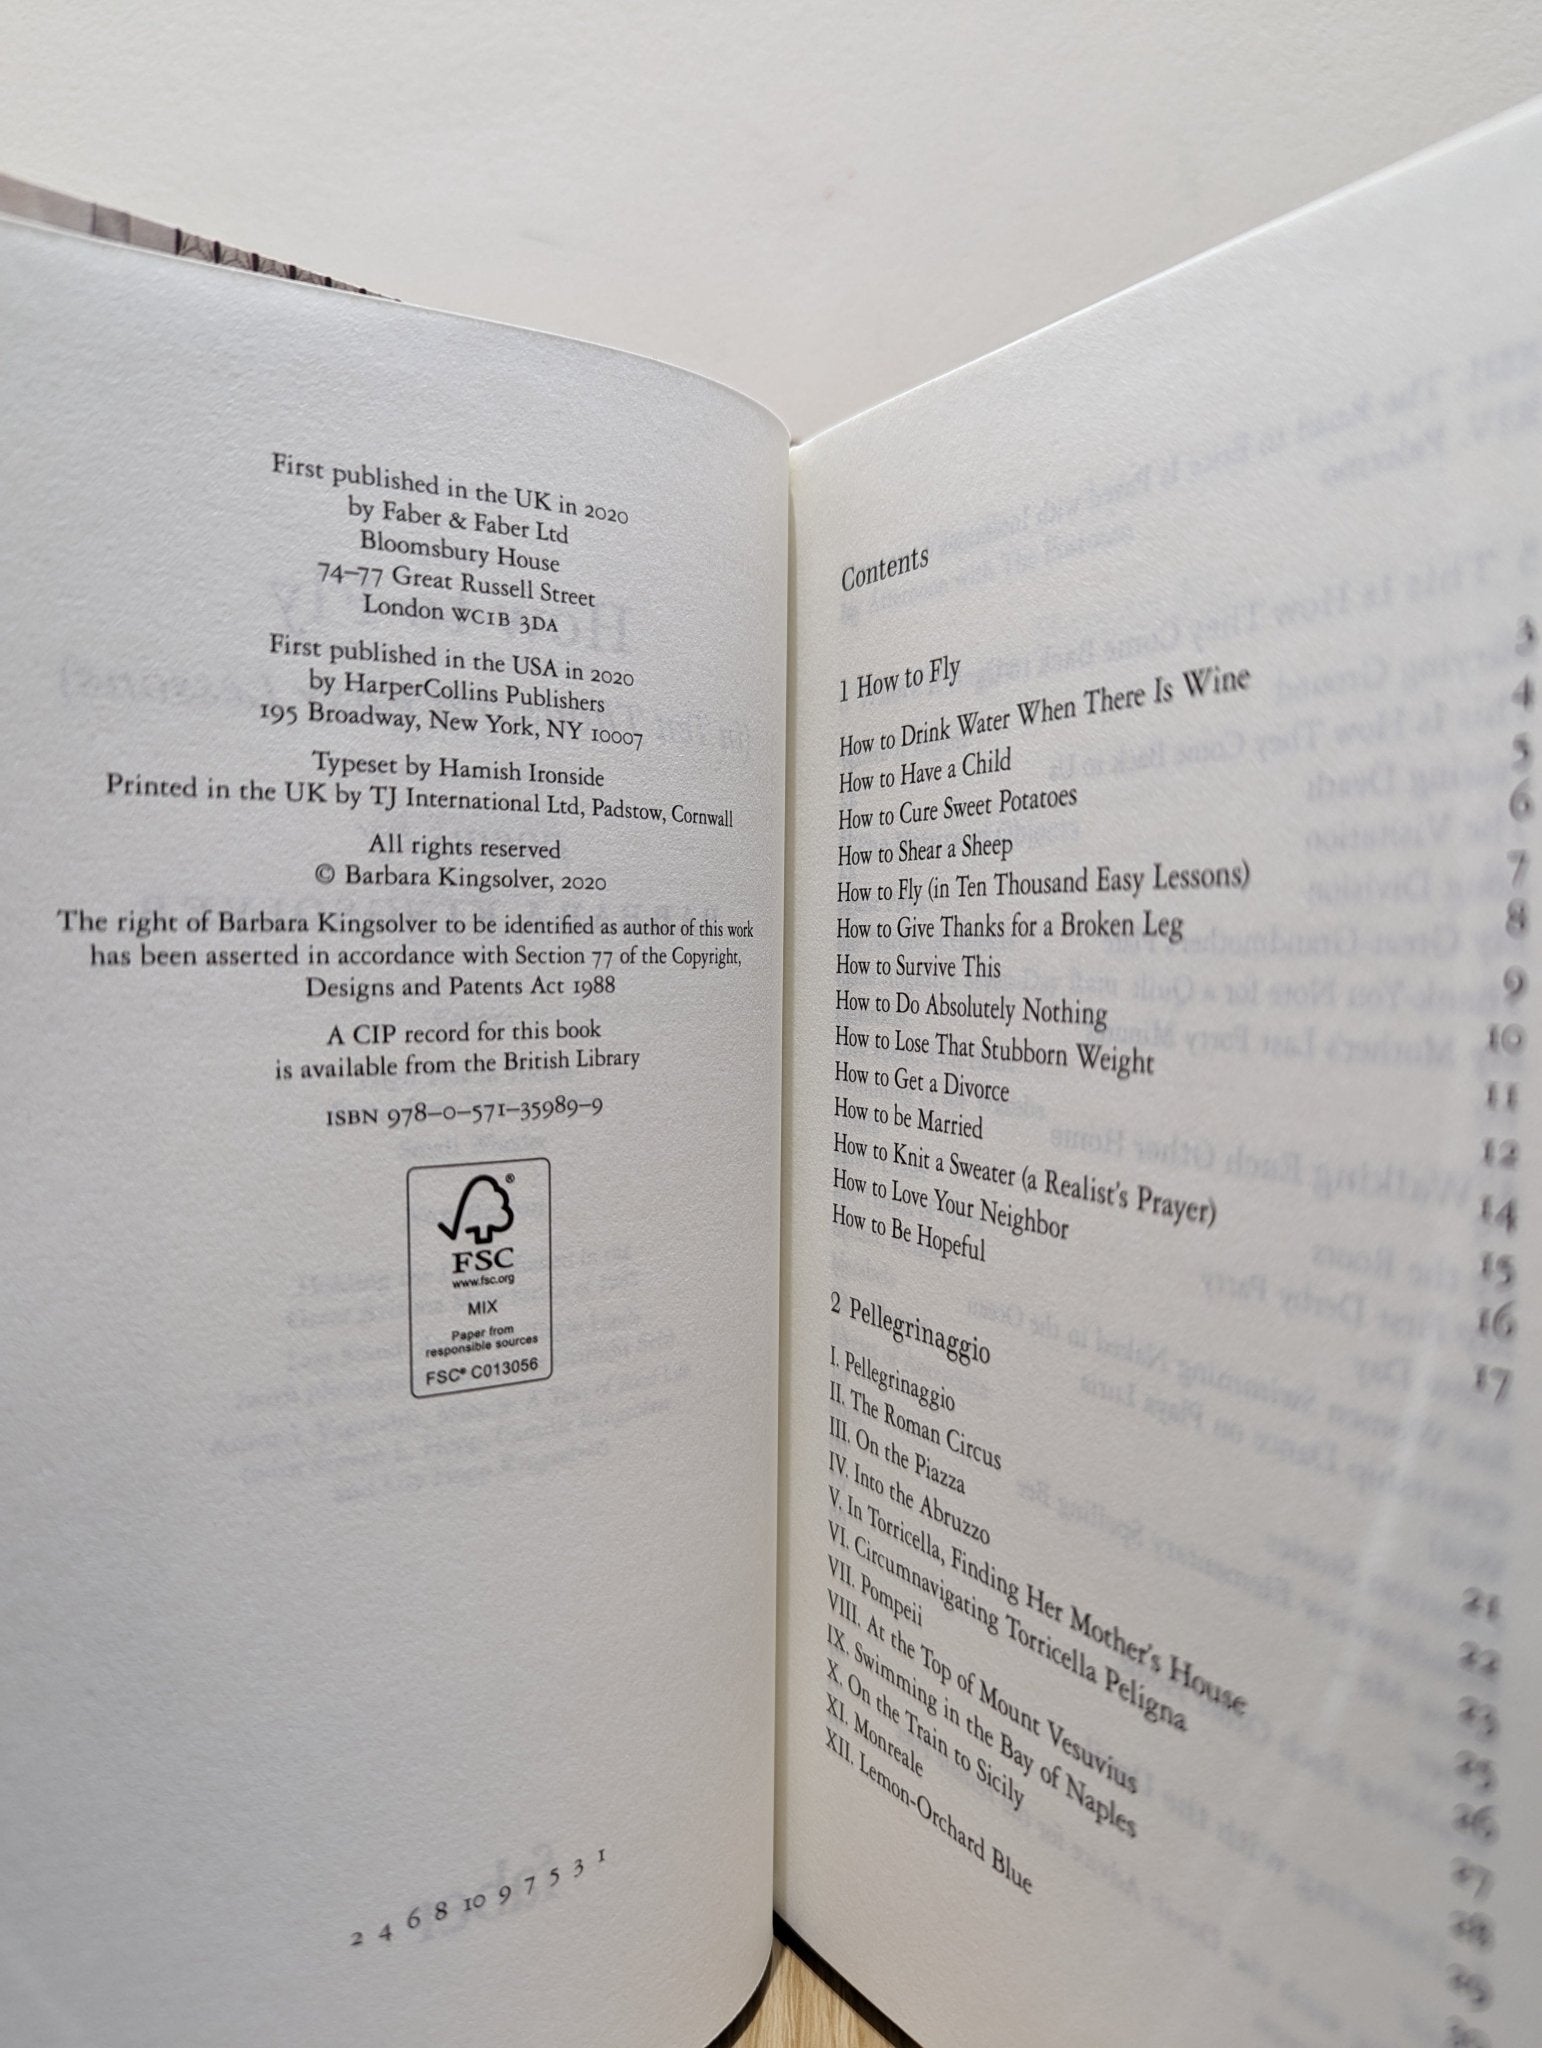 First published in the UK in 2020
by Faber & Faber Ltd
Bloomsbury House
74–77 Great Russell Street
London WC1B 3DA
First published in the USA in 2020
by HarperCollins Publishers
195 Broadway, New York, NY 10007
Typeset by Hamish Ironside
Printed in the UK by TJ International Ltd, Padstow, Cornwall
All rights reserved
© Barbara Kingsolver, 2020
The right of Barbara Kingsolver to be identified as author of this work
has been asserted in accordance with Section 77 of the Copyright,
Designs and Patents Act 1988
A CIP record for this book
is available from the British Library
ISBN 978–0–571–35989–9
®
FSC
www.fsc.org
MIX
Paper from
responsible sources
FSC® C013056
2 4 6 8 10 9 7 5 3 1
Contents
1 How to Fly
How to Drink Water When There Is Wine 3
How to Have a Child 4
How to Cure Sweet Potatoes 5
How to Shear a Sheep 6
How to Fly (in Ten Thousand Easy Lessons) 7
How to Give Thanks for a Broken Leg 8
How to Survive This 9
How to Do Absolutely Nothing 10
How to Lose That Stubborn Weight 11
How to Get a Divorce 12
How to be Married 14
How to Knit a Sweater (a Realist's Prayer) 15
How to Love Your Neighbor 16
How to Be Hopeful 17
2 Pellegrinaggio
I. Pellegrinaggio 21
II. The Roman Circus 22
III. On the Piazza 23
IV. Into the Abruzzo 25
V. In Torricella, Finding Her Mother's House 26
VI. Circumnavigating Torricella Peligna 27
VII. Pompeii 28
VIII. At the Top of Mount Vesuvius 29
IX. Swimming in the Bay of Naples
X. On the Train to Sicily
XI. Monreale
XII. Lemon-Orchard Blue